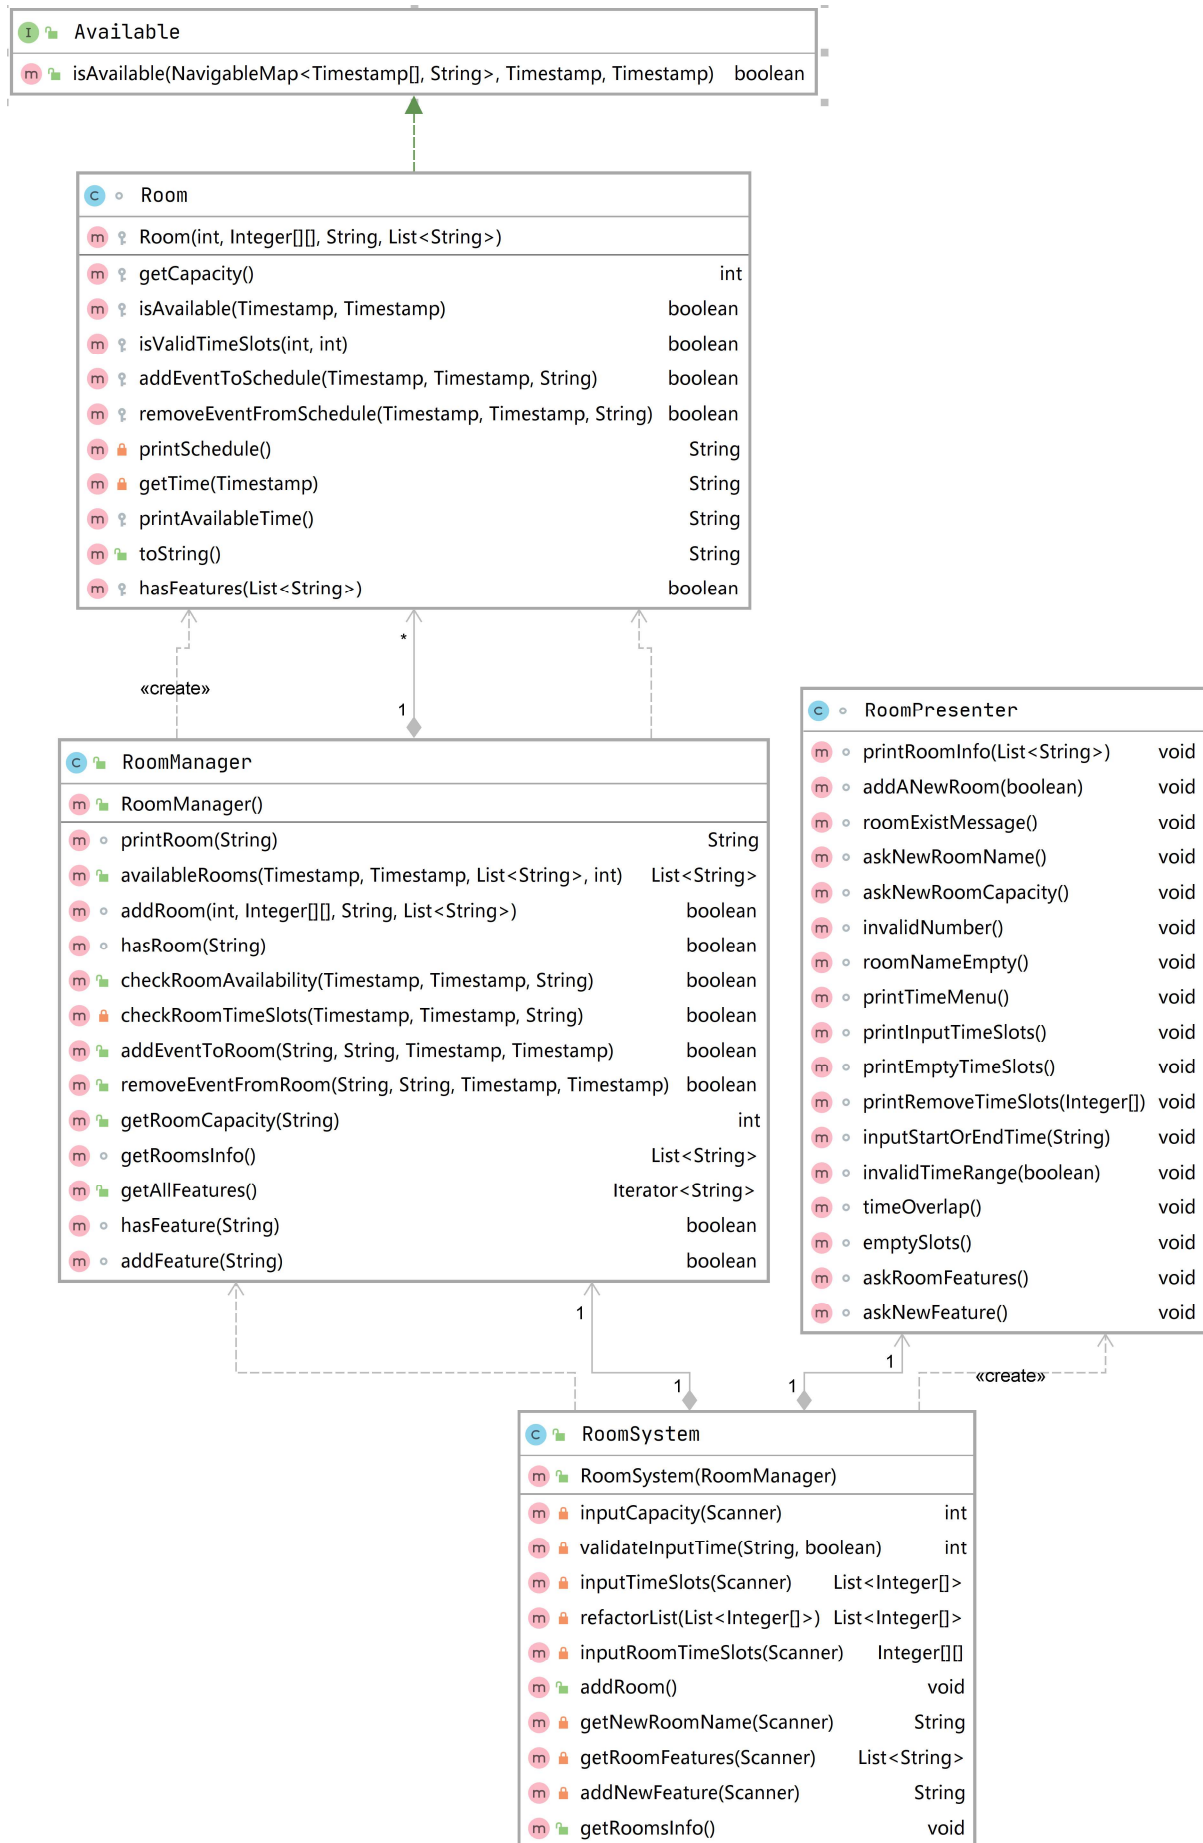 I Available
m isAvailable(NavigableMap<Timestamp[], String>, Timestamp, Timestamp) boolean
C Room
m Room(int, Integer[][], String, List<String>)
m getCapacity() int
m isAvailable(Timestamp, Timestamp) boolean
m isValidTimeSlots(int, int) boolean
m addEventToSchedule(Timestamp, Timestamp, String) boolean
m removeEventFromSchedule(Timestamp, Timestamp, String) boolean
m printSchedule() String
m getTime(Timestamp) String
m printAvailableTime() String
m toString() String
m hasFeatures(List<String>) boolean
*
«create»
1
C RoomManager
m RoomManager()
m printRoom(String) String
m availableRooms(Timestamp, Timestamp, List<String>, int) List<String>
m addRoom(int, Integer[][], String, List<String>) boolean
m hasRoom(String) boolean
m checkRoomAvailability(Timestamp, Timestamp, String) boolean
m checkRoomTimeSlots(Timestamp, Timestamp, String) boolean
m addEventToRoom(String, String, Timestamp, Timestamp) boolean
m removeEventFromRoom(String, String, Timestamp, Timestamp) boolean
m getRoomCapacity(String) int
m getRoomsInfo() List<String>
m getAllFeatures() Iterator<String>
m hasFeature(String) boolean
m addFeature(String) boolean
C RoomPresenter
m printRoomInfo(List<String>) void
m addANewRoom(boolean) void
m roomExistMessage() void
m askNewRoomName() void
m askNewRoomCapacity() void
m invalidNumber() void
m roomNameEmpty() void
m printTimeMenu() void
m printInputTimeSlots() void
m printEmptyTimeSlots() void
m printRemoveTimeSlots(Integer[]) void
m inputStartOrEndTime(String) void
m invalidTimeRange(boolean) void
m timeOverlap() void
m emptySlots() void
m askRoomFeatures() void
m askNewFeature() void
1
1
1
1
«create»
C RoomSystem
m RoomSystem(RoomManager)
m inputCapacity(Scanner) int
m validateInputTime(String, boolean) int
m inputTimeSlots(Scanner) List<Integer[]>
m refactorList(List<Integer[]>) List<Integer[]>
m inputRoomTimeSlots(Scanner) Integer[][]
m addRoom() void
m getNewRoomName(Scanner) String
m getRoomFeatures(Scanner) List<String>
m addNewFeature(Scanner) String
m getRoomsInfo() void